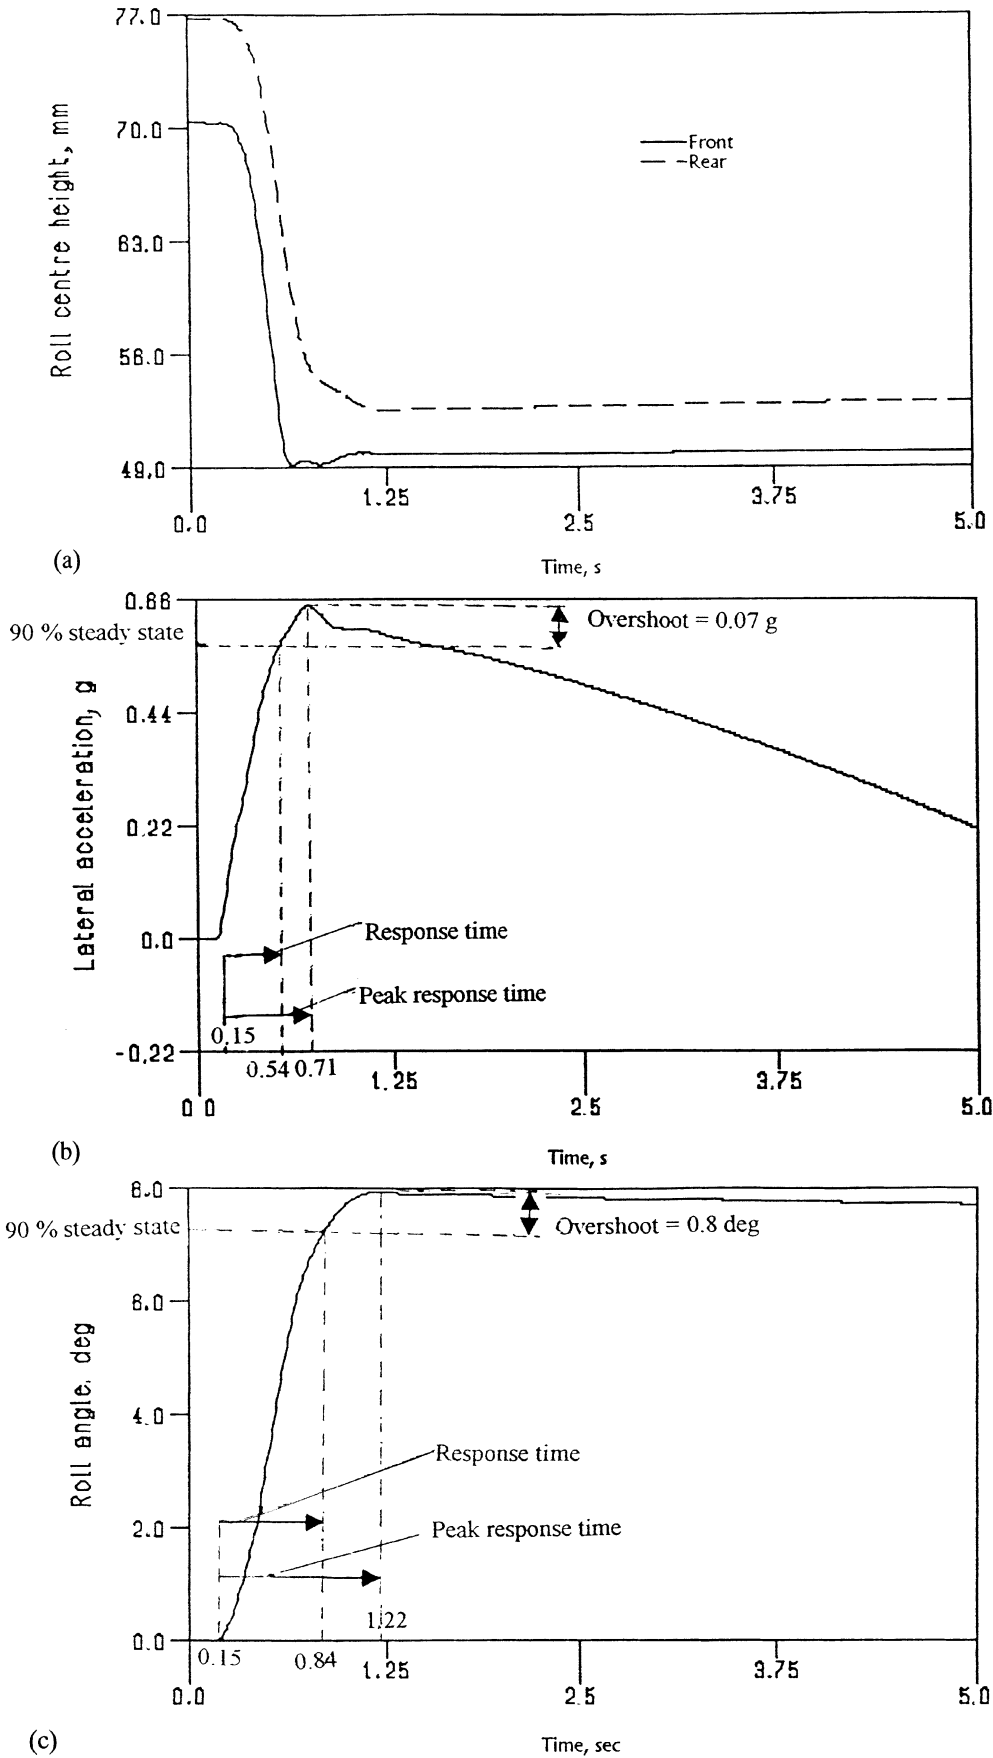 77.0
70.0
63.0
56.0
49.0
Roll centre height, mm
Front
Rear
0.0
1.25
2.5
3.75
5.0
Time, s
(a)
0.66
90 % steady state
0.44
0.22
0.0
-0.22
Lateral acceleration, g
Overshoot = 0.07 g
Response time
Peak response time
0.15
0.54
0.71
0 0
1.25
2.5
3.75
5.0
Time, s
(b)
8.0
90 % steady state
6.0
4.0
2.0
0.0
Roll angle, deg
Overshoot = 0.8 deg
Response time
Peak response time
1.22
0.15
0.84
0.0
1.25
2.5
3.75
5.0
Time, sec
(c)